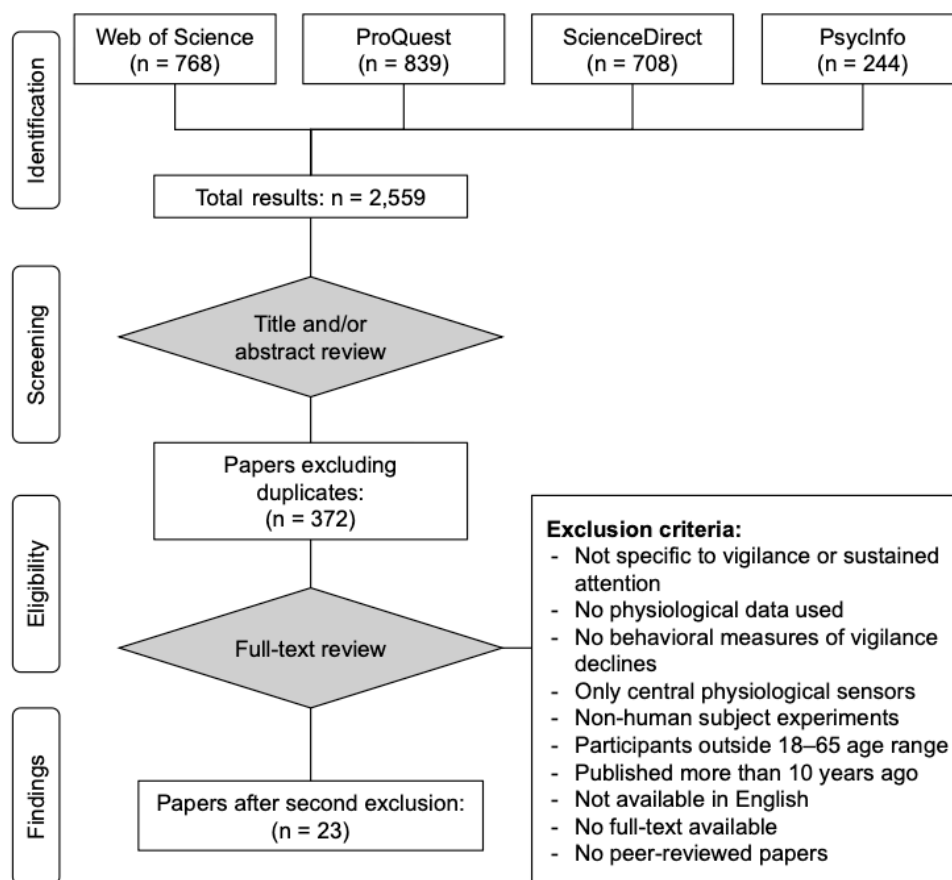 Identification
Web of Science
(n = 768)
ProQuest
(n = 839)
ScienceDirect
(n = 708)
PsycInfo
(n = 244)
Total results: n = 2,559
Screening
Title and/or
abstract review
Papers excluding
duplicates:
(n = 372)
Eligibility
Full-text review
Exclusion criteria:
- Not specific to vigilance or sustained
attention
- No physiological data used
- No behavioral measures of vigilance
declines
- Only central physiological sensors
- Non-human subject experiments
- Participants outside 18–65 age range
- Published more than 10 years ago
- Not available in English
- No full-text available
- No peer-reviewed papers
Findings
Papers after second exclusion:
(n = 23)